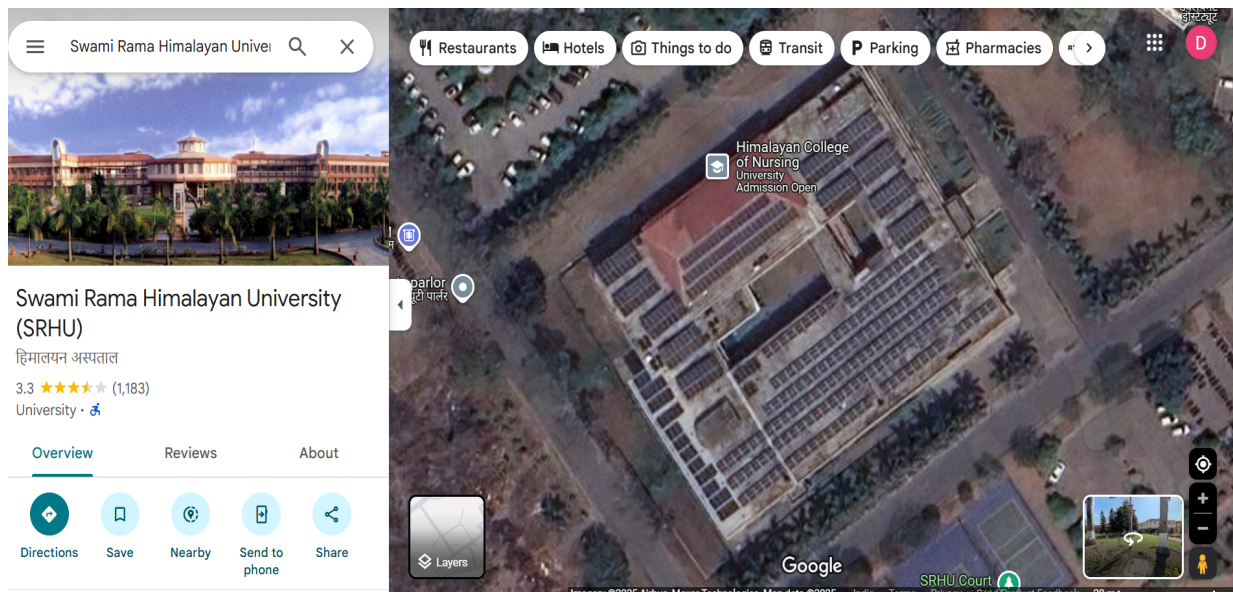 Swami Rama Himalayan Univer
Restaurants
Hotels
Things to do
Transit
Parking
Pharmacies
D
Himalayan College
of Nursing
University
Admission Open
parlor
पार्लर
Swami Rama Himalayan University
(SRHU)
हिमालयन अस्पताल
3.3 (1,183)
University ·
Overview
Reviews
About
Directions
Save
Nearby
Send to
phone
Share
Layers
Google
SRHU Court